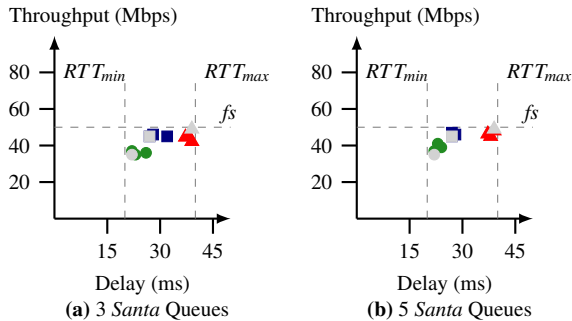 Throughput (Mbps)
80
60
40
20
RTTmin
RTTmax
fs
15
30
45
Delay (ms)
(a) 3 Santa Queues
Throughput (Mbps)
80
60
40
20
RTTmin
RTTmax
fs
15
30
45
Delay (ms)
(b) 5 Santa Queues